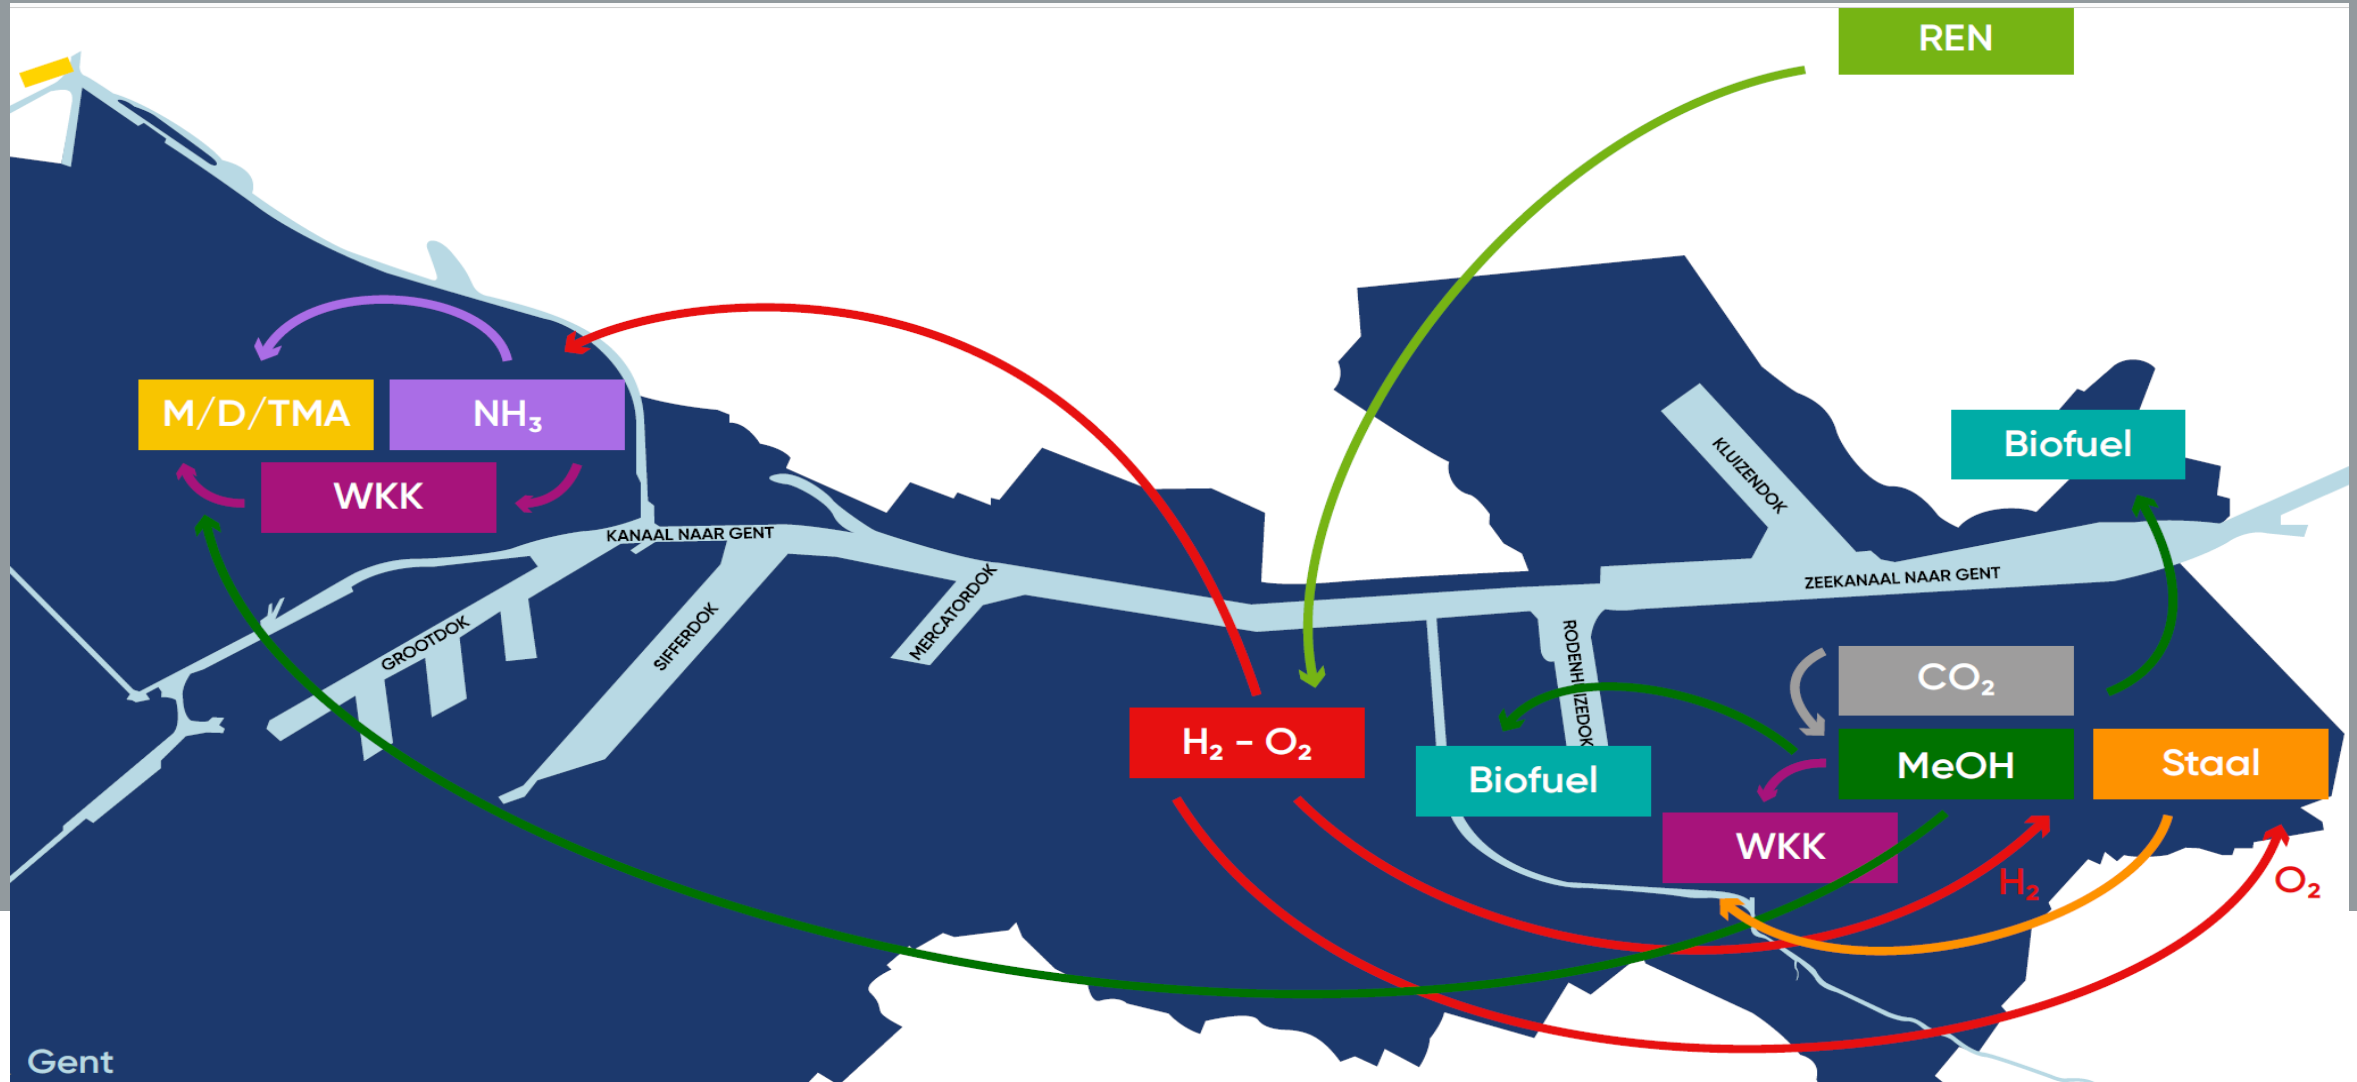 REN
M/D/TMA
NH₃
WKK
KANAAL NAAR GENT
GROOTDOK
SIFFERDOK
MERCATORDOK
KLUIZENDOK
Biofuel
ZEEKANAAL NAAR GENT
RODENHUIZEDOK
CO₂
H₂ - O₂
Biofuel
MeOH
Staal
WKK
H₂
O₂
Gent